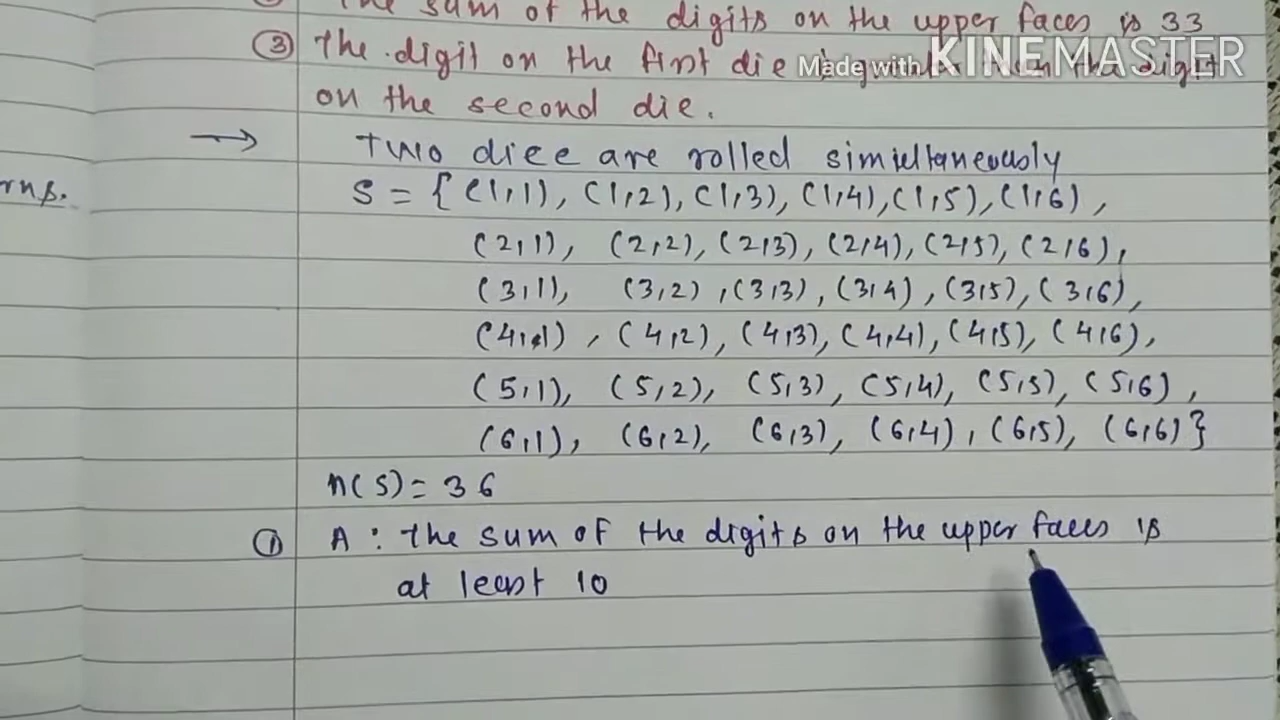 The sum of the digits on the upper faces is 33
③ The digit on the first die is greater than the digit
Made with KINEMASTER
on the second die.
→ Two dice are rolled simultaneously
rns.
S = { (1,1), (1,2), (1,3), (1,4), (1,5), (1,6),
(2,1), (2,2), (2,3), (2,4), (2,5), (2,6),
(3,1), (3,2), (3,3), (3,4), (3,5), (3,6),
(4,1), (4,2), (4,3), (4,4), (4,5), (4,6),
(5,1), (5,2), (5,3), (5,4), (5,5), (5,6),
(6,1), (6,2), (6,3), (6,4), (6,5), (6,6) }
n(S) = 36
① A : the sum of the digits on the upper faces is
at least 10